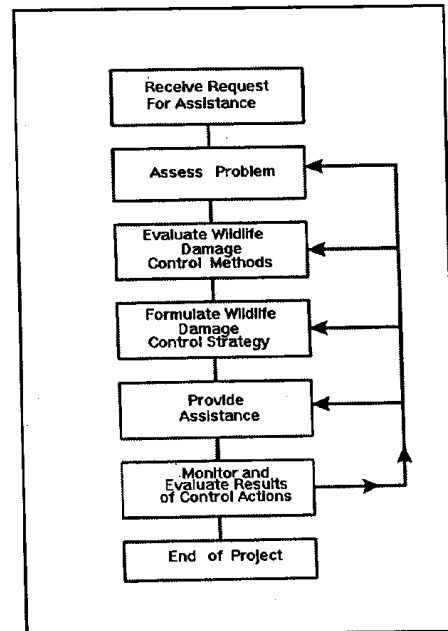 Receive Request
For Assistance
Assess Problem
Evaluate Wildlife
Damage
Control Methods
Formulate Wildlife
Damage
Control Strategy
Provide
Assistance
Monitor and
Evaluate Results
of Control Actions
End of Project